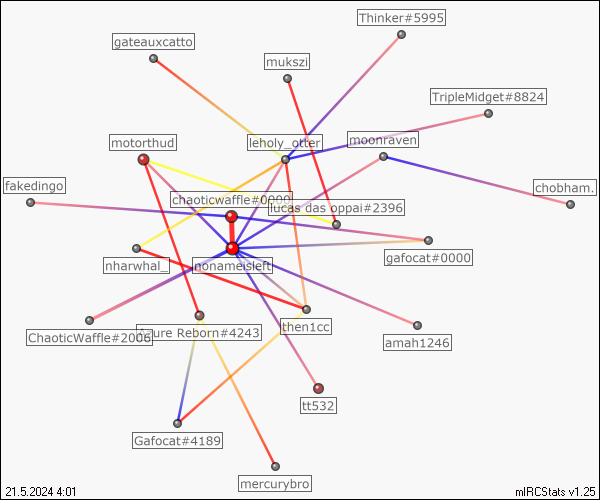 Thinker#5995
gateauxcatto
mukszi
TripleMidget#8824
motorthud
leholy_otter
moonraven
fakedingo
chaoticwaffle#0000
lucas das oppai#2396
chobham.
gafocat#0000
nharwhal_
nonameisleft
ChaoticWaffle#2006
Azure Reborn#4243
then1cc
amah1246
tt532
Gafocat#4189
mercurybro
21.5.2024 4:01
mIRCStats v1.25